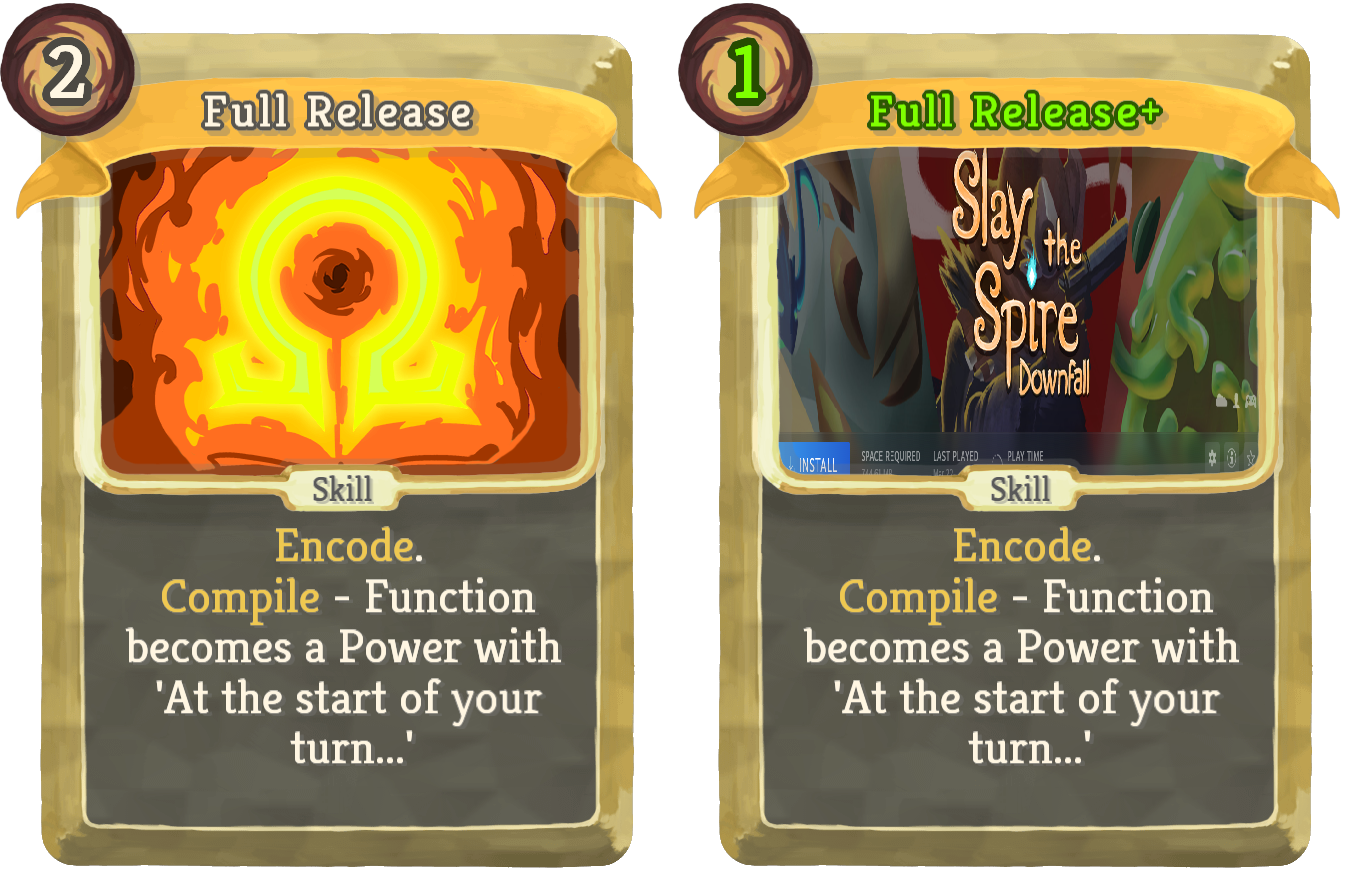 2
Full Release
Skill
Encode.
Compile - Function
becomes a Power with
'At the start of your
turn...'
1
Full Release+
Slay
the
Spire
Downfall
INSTALL
SPACE REQUIRED
LAST PLAYED
PLAY TIME
Skill
Encode.
Compile - Function
becomes a Power with
'At the start of your
turn...'